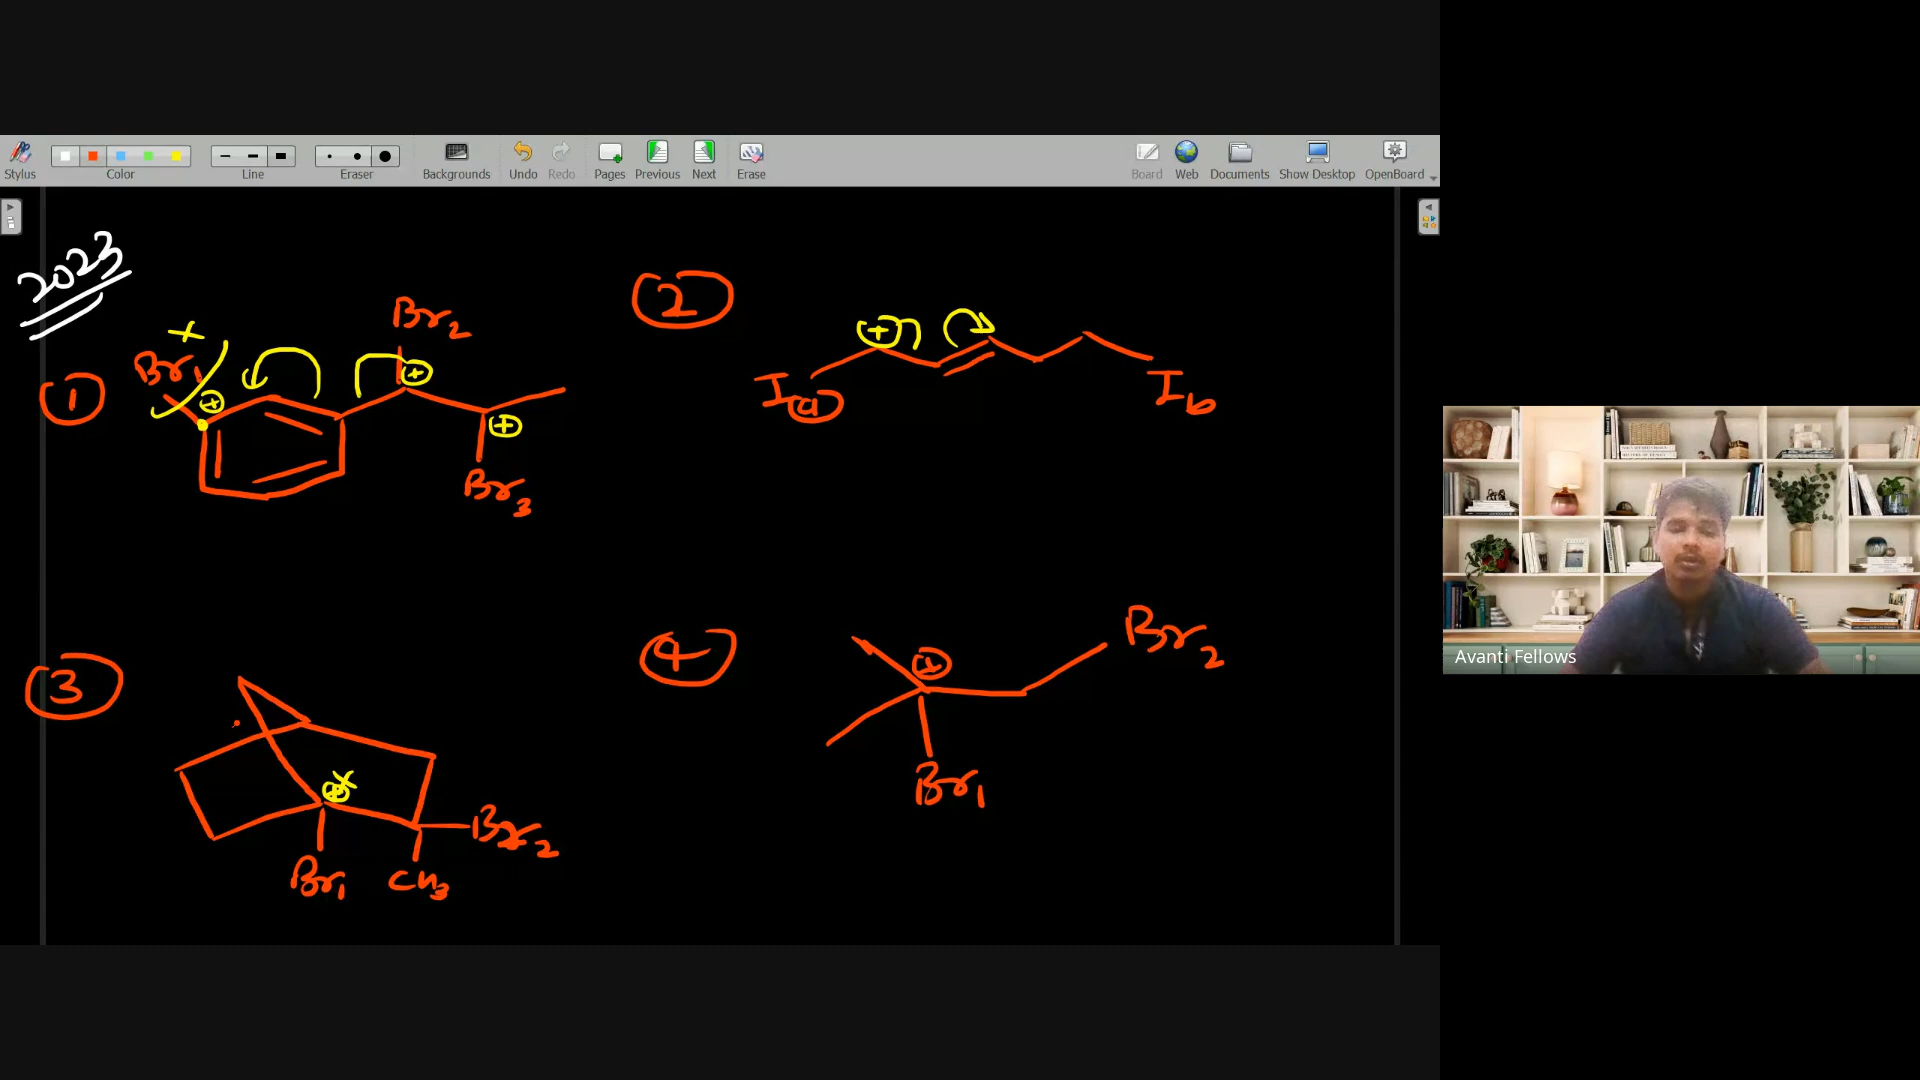 Stylus
Color
Line
Eraser
Backgrounds
Undo
Redo
Pages
Previous
Next
Erase
Board
Web
Documents
Show Desktop
OpenBoard
2023
1
Br1
Br2
Br3
+
+
+
+
2
I(a)
+
Ib
3
+
Br1
CH3
Br2
4
+
Br1
Br2
Avanti Fellows